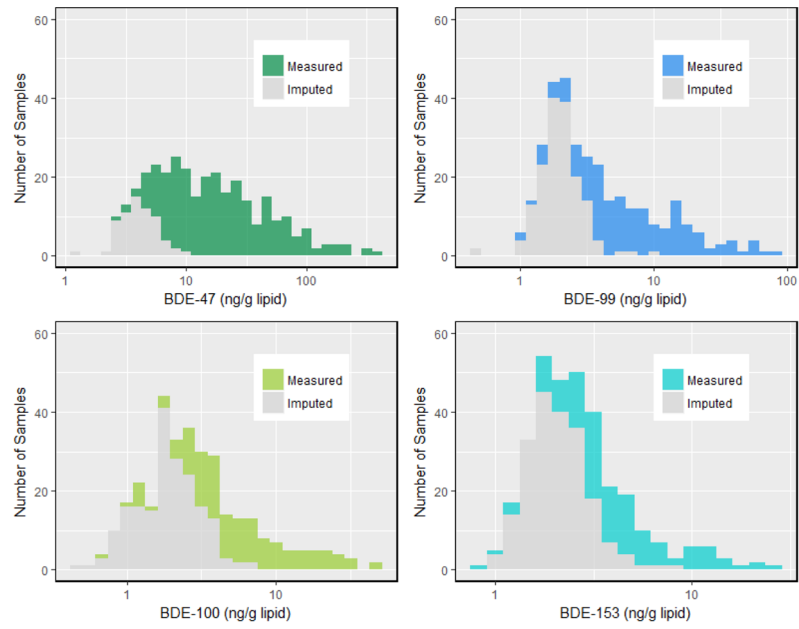 60
40
20
0
Number of Samples
Measured
Imputed
1
10
100
BDE-47 (ng/g lipid)
60
40
20
0
Number of Samples
Measured
Imputed
1
10
100
BDE-99 (ng/g lipid)
60
40
20
0
Number of Samples
Measured
Imputed
1
10
BDE-100 (ng/g lipid)
60
40
20
0
Number of Samples
Measured
Imputed
1
10
BDE-153 (ng/g lipid)